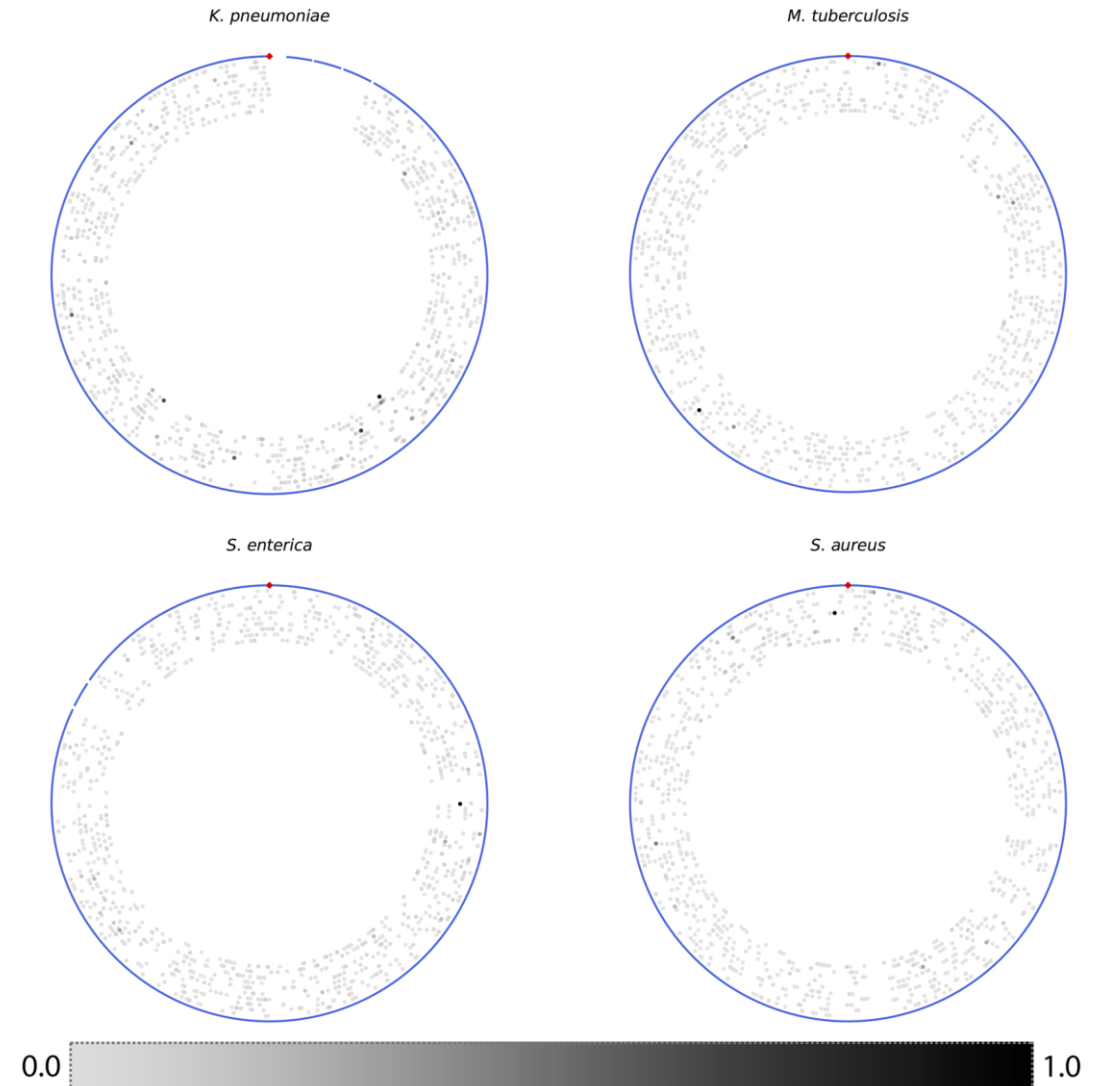 K. pneumoniae
M. tuberculosis
S. enterica
S. aureus
0.0
1.0